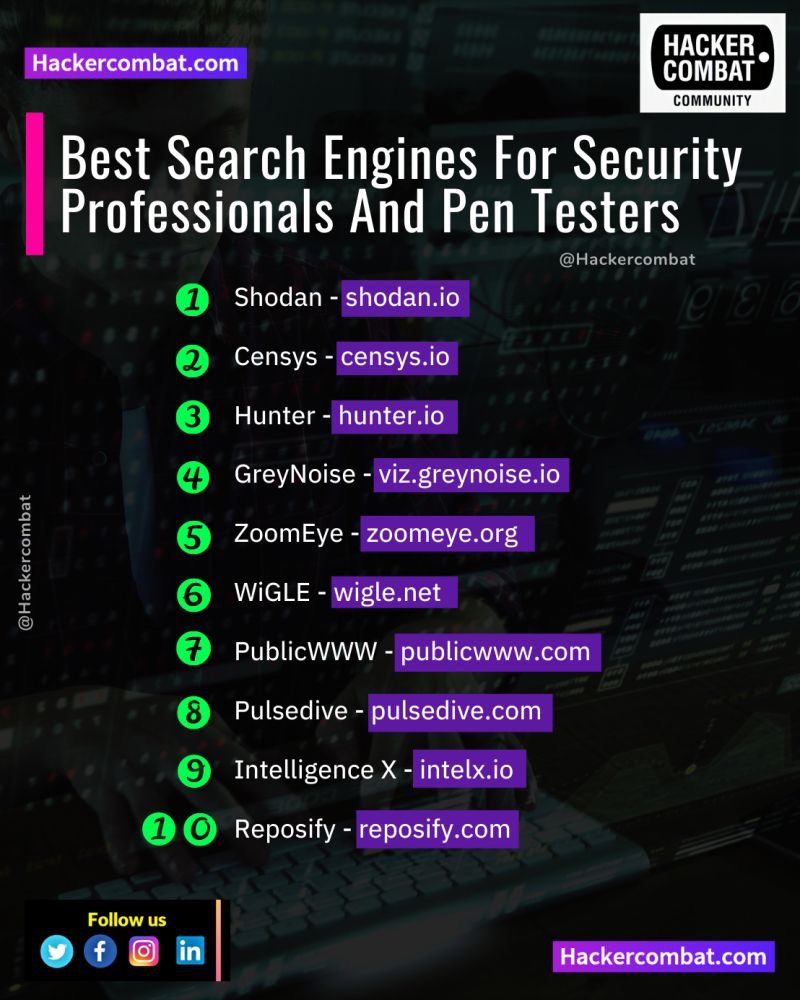 Hackercombat.com
HACKER
COMBAT
COMMUNITY
Best Search Engines For Security
Professionals And Pen Testers
@Hackercombat
1 Shodan - shodan.io
2 Censys - censys.io
3 Hunter - hunter.io
4 GreyNoise - viz.greynoise.io
5 ZoomEye - zoomeye.org
6 WiGLE - wigle.net
7 PublicWWW - publicwww.com
8 Pulsedive - pulsedive.com
9 Intelligence X - intelx.io
10 Reposify - reposify.com
@Hackercombat
Follow us
Hackercombat.com